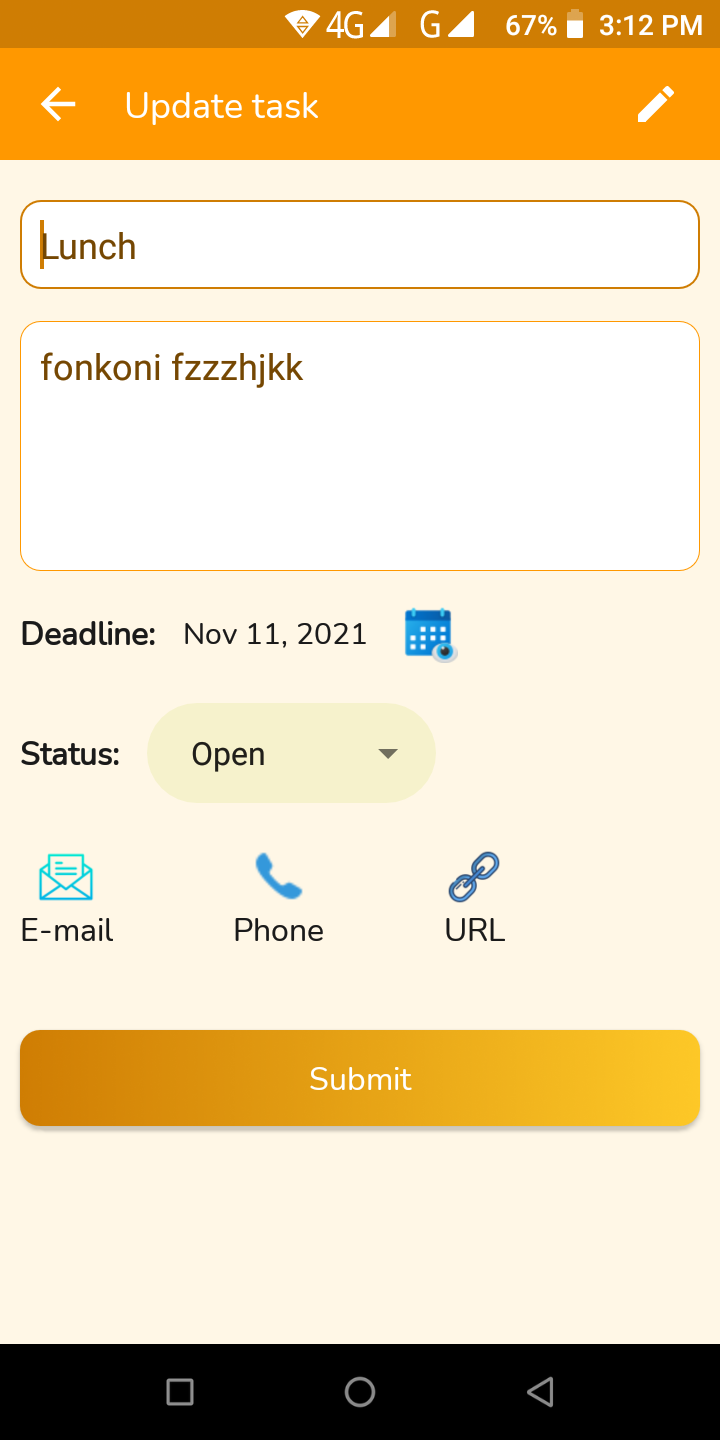 4G G 67% 3:12 PM
Update task
Lunch
fonkoni fzzzhjkk
Deadline: Nov 11, 2021
Status: Open
E-mail Phone URL
Submit